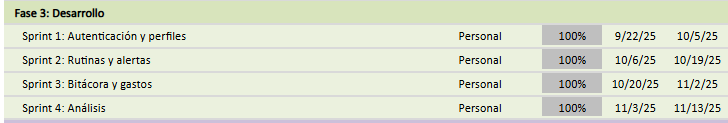 Fase 3: Desarrollo
Sprint 1: Autenticación y perfiles Personal 100% 9/22/25 10/5/25
Sprint 2: Rutinas y alertas Personal 100% 10/6/25 10/19/25
Sprint 3: Bitácora y gastos Personal 100% 10/20/25 11/2/25
Sprint 4: Análisis Personal 100% 11/3/25 11/13/25